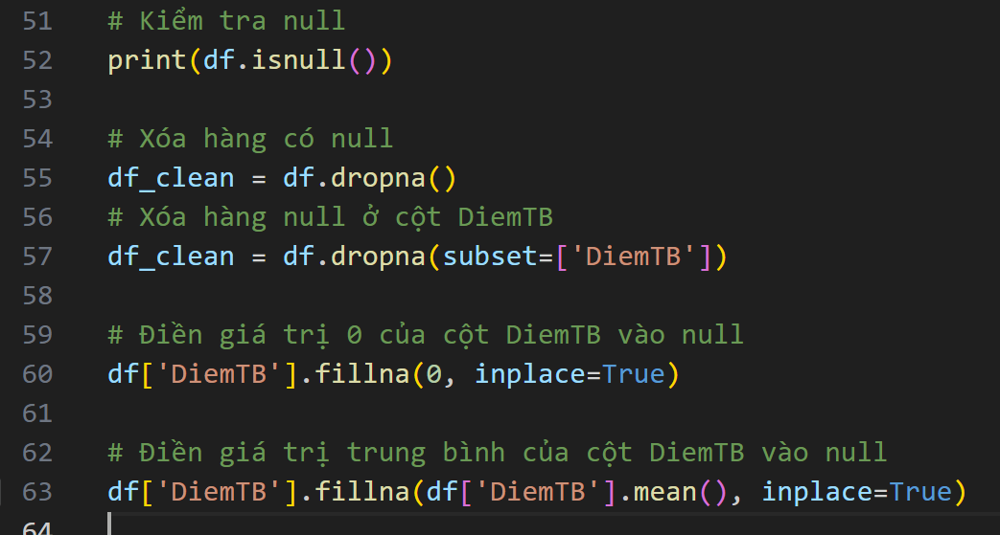 51 # Kiểm tra null
52 print(df.isnull())
53
54 # Xóa hàng có null
55 df_clean = df.dropna()
56 # Xóa hàng null ở cột DiemTB
57 df_clean = df.dropna(subset=['DiemTB'])
58
59 # Điền giá trị 0 của cột DiemTB vào null
60 df['DiemTB'].fillna(0, inplace=True)
61
62 # Điền giá trị trung bình của cột DiemTB vào null
63 df['DiemTB'].fillna(df['DiemTB'].mean(), inplace=True)
64